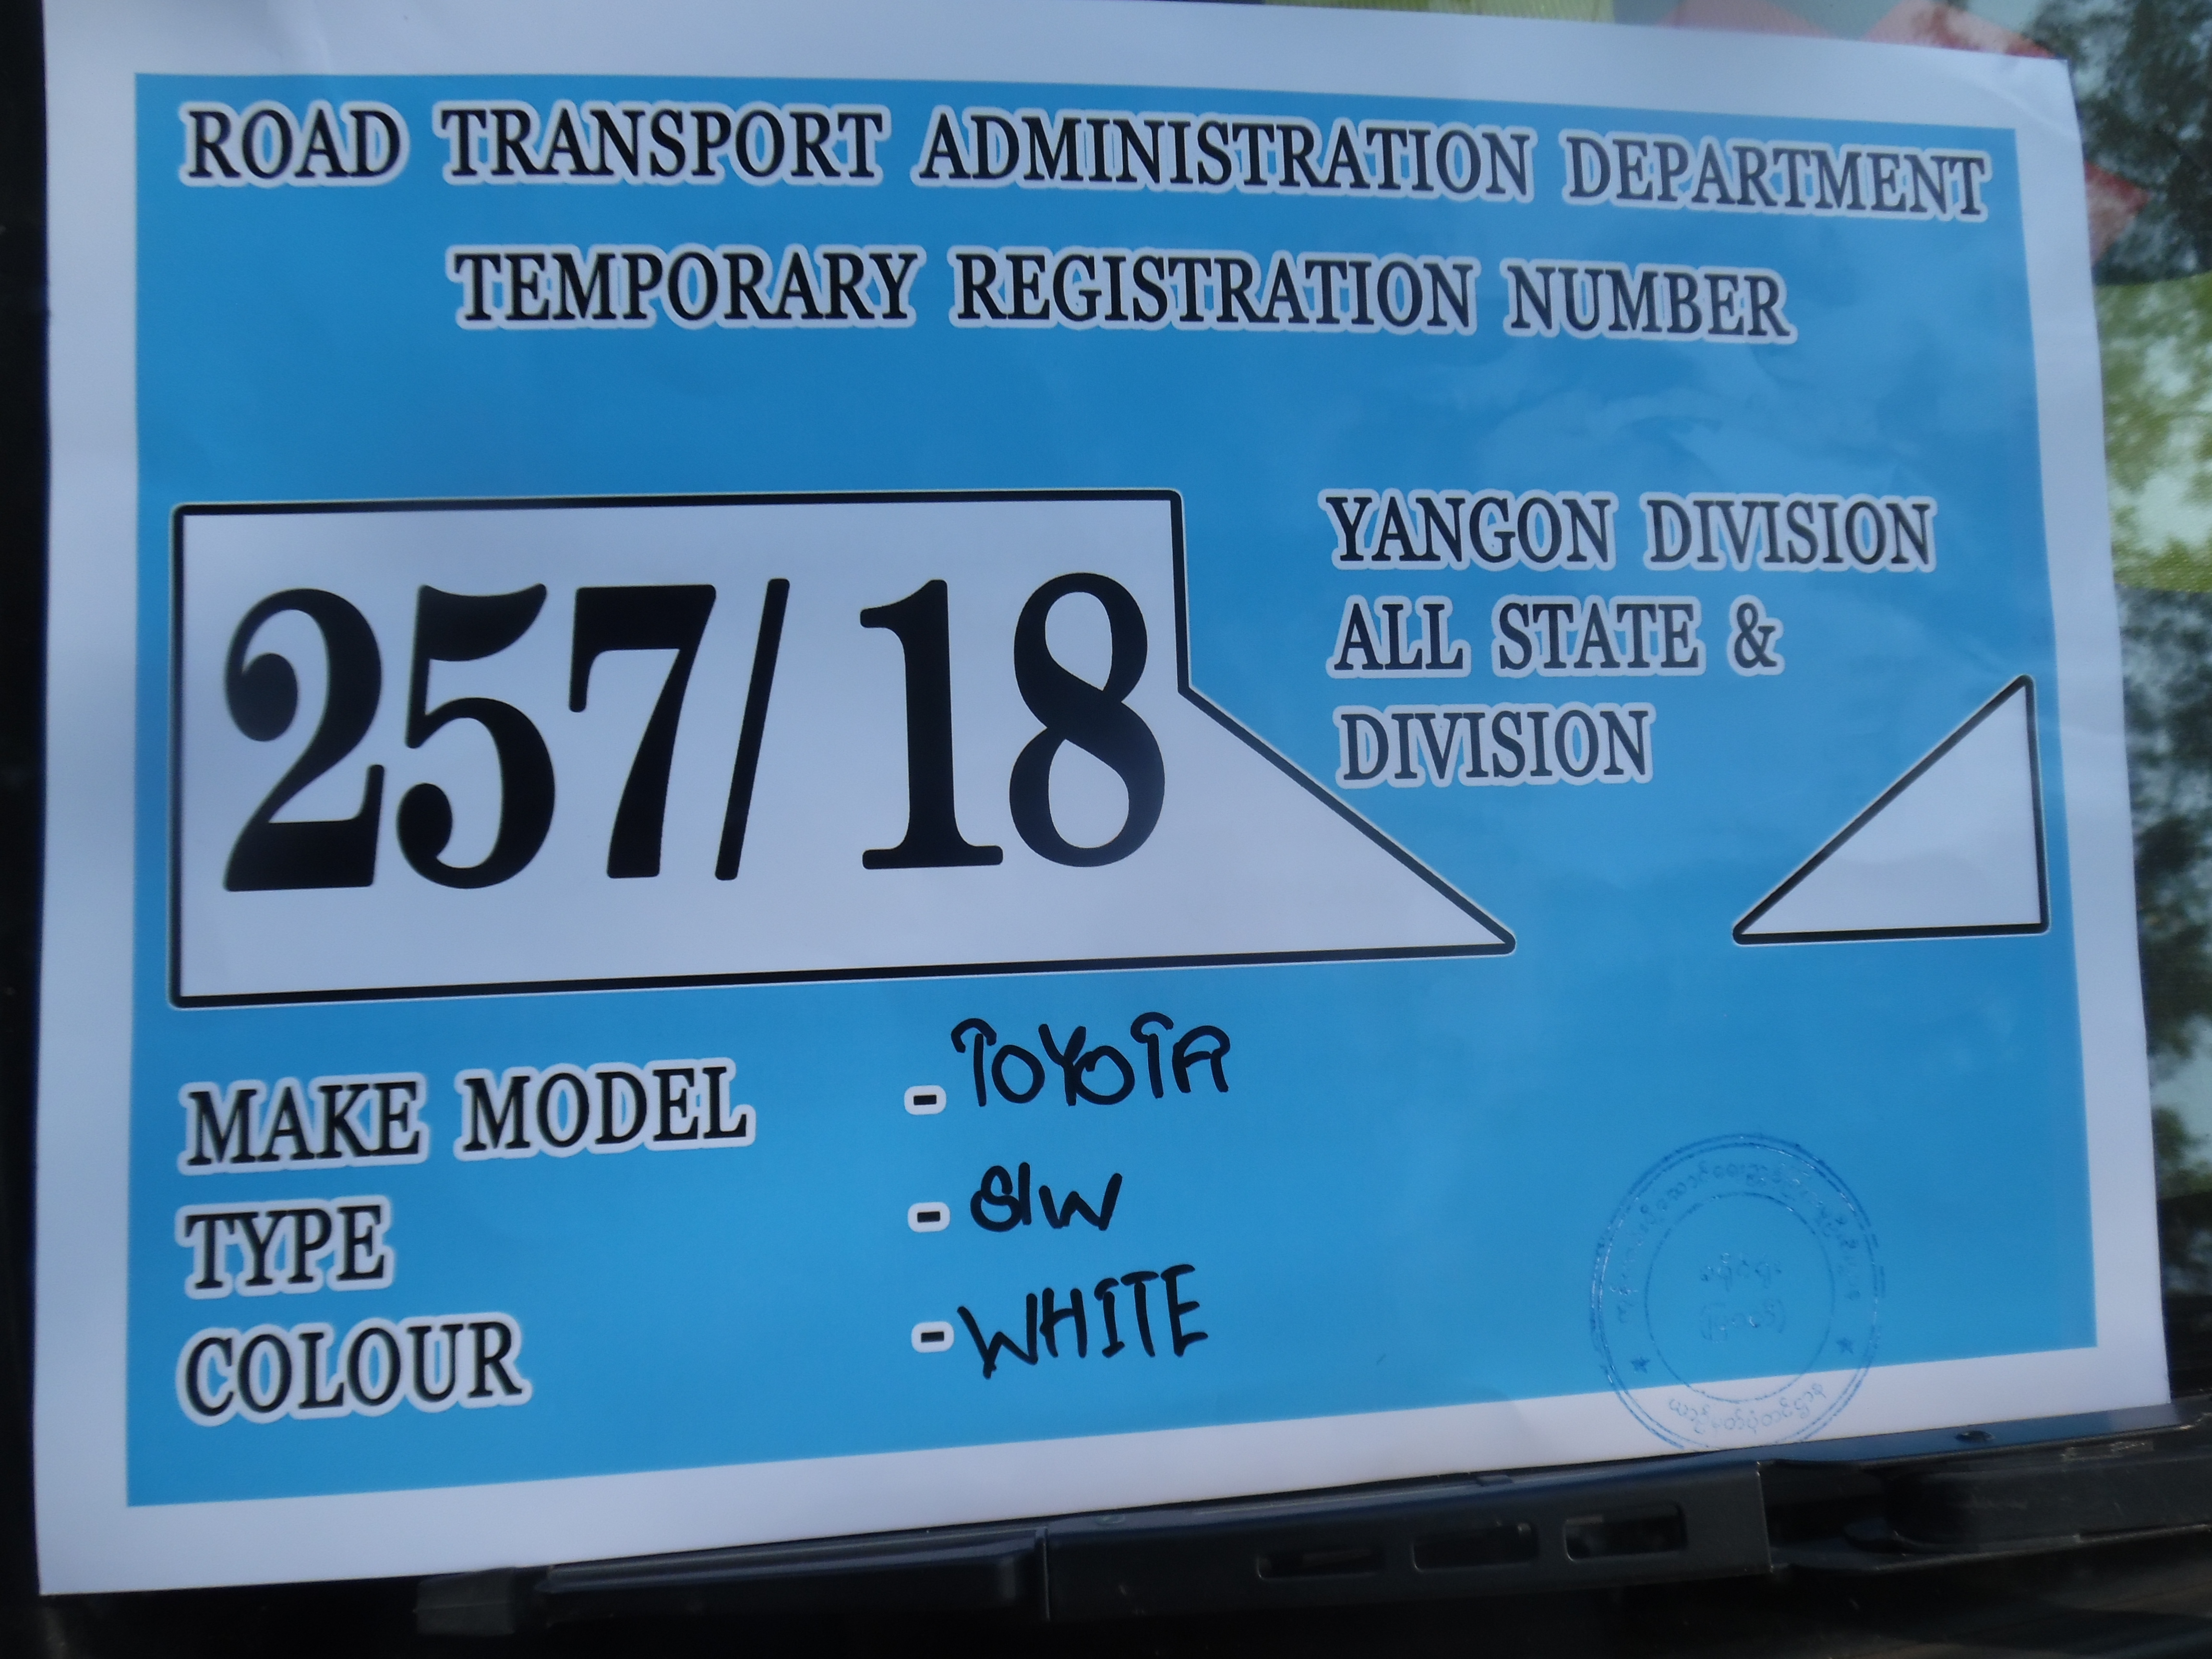 ROAD TRANSPORT ADMINISTRATION DEPARTMENT
TEMPORARY REGISTRATION NUMBER
257/18
YANGON DIVISION
ALL STATE &
DIVISION
MAKE MODEL - TOYOTA
TYPE - S/W
COLOUR - WHITE